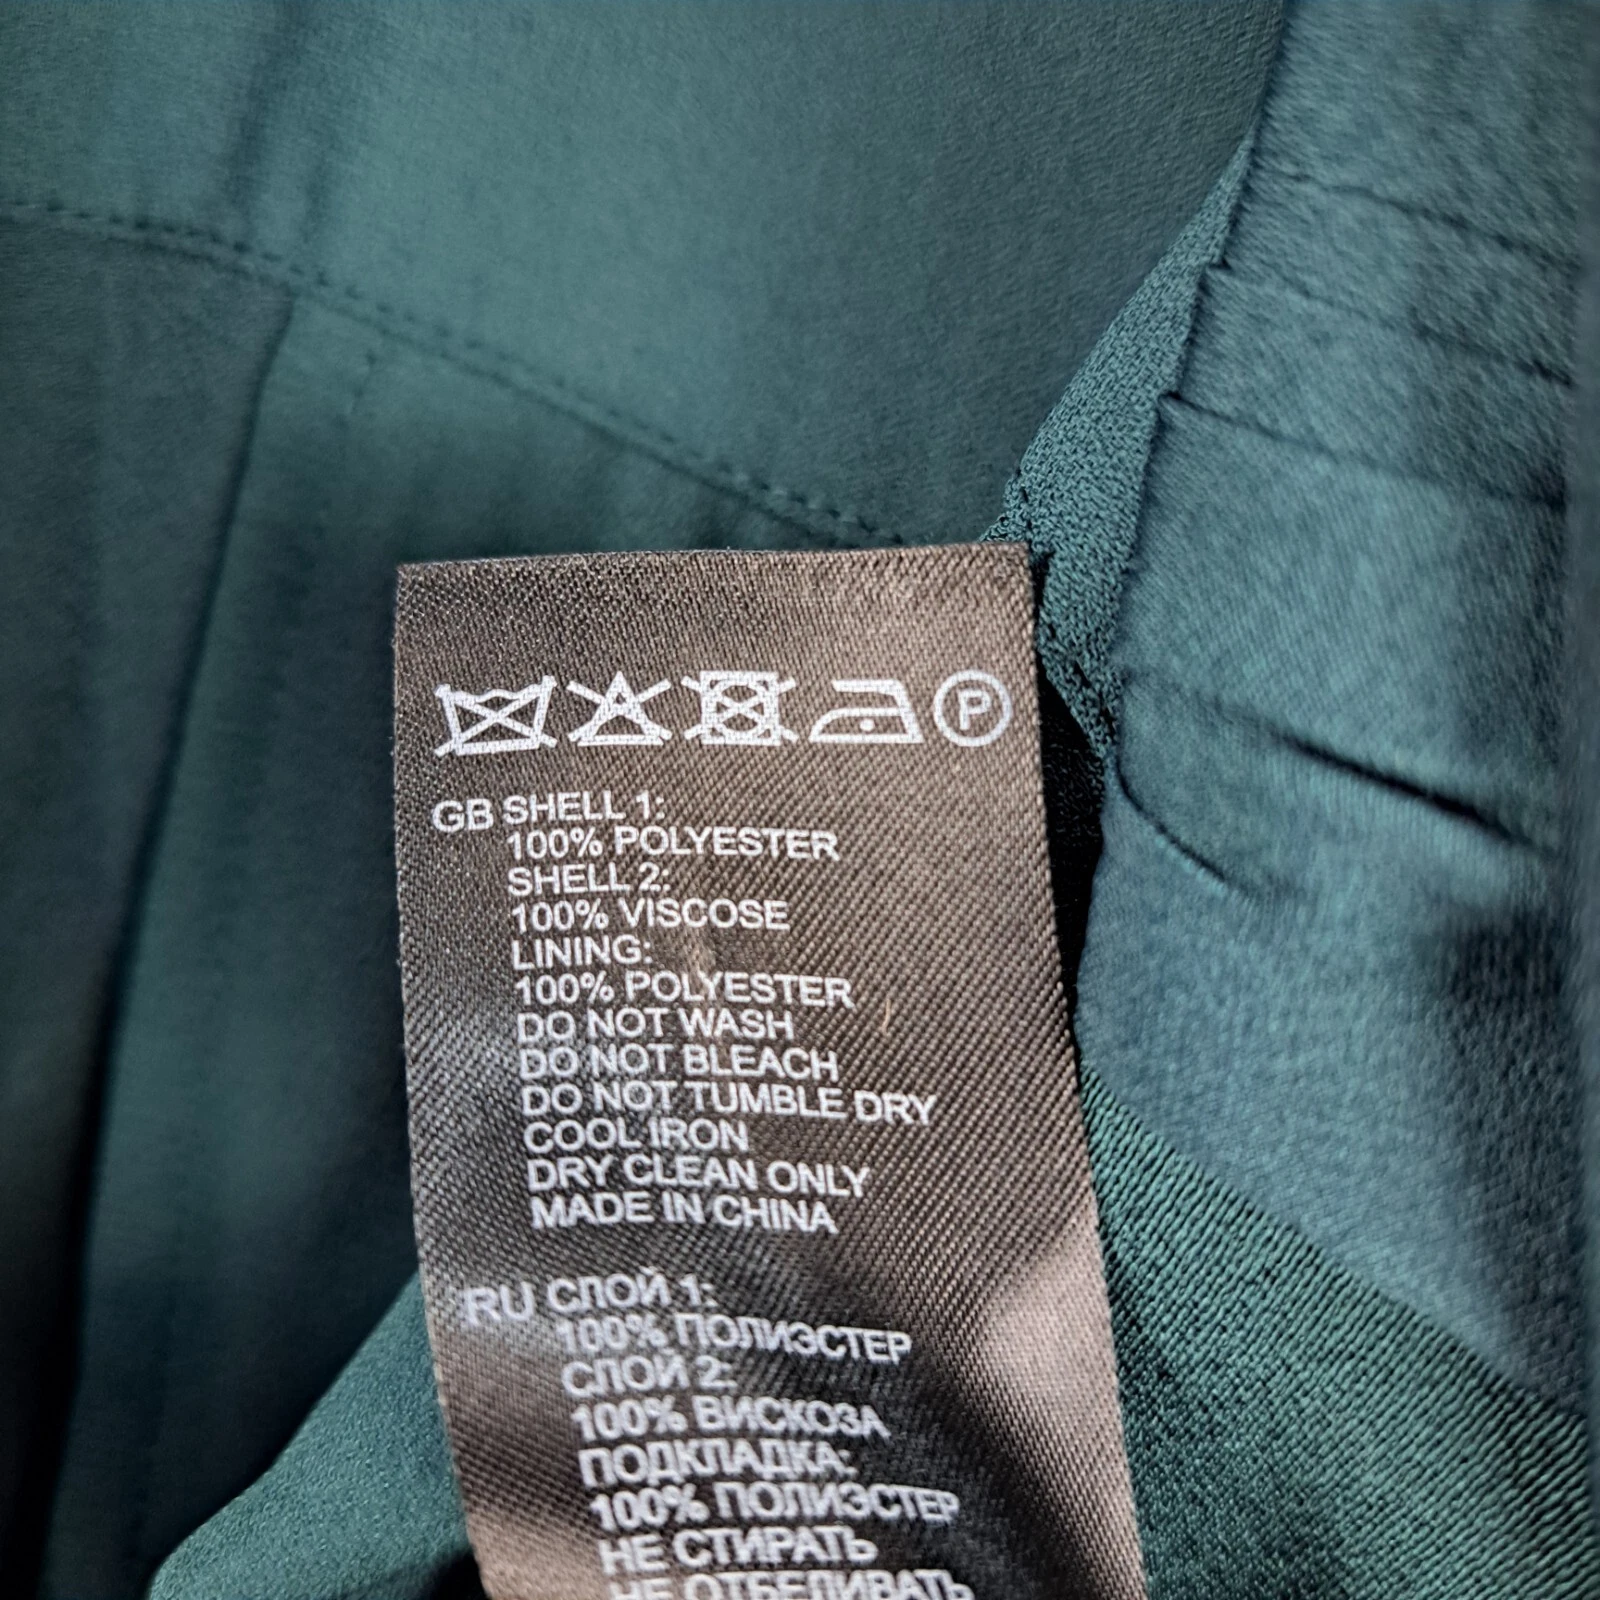 P
GB SHELL 1:
100% POLYESTER
SHELL 2:
100% VISCOSE
LINING:
100% POLYESTER
DO NOT WASH
DO NOT BLEACH
DO NOT TUMBLE DRY
COOL IRON
DRY CLEAN ONLY
MADE IN CHINA
RU СЛОЙ 1:
100% ПОЛИЭСТЕР
СЛОЙ 2:
100% ВИСКОЗА
ПОДКЛАДКА:
100% ПОЛИЭСТЕР
НЕ СТИРАТЬ
НЕ ОТБЕЛИВАТЬ